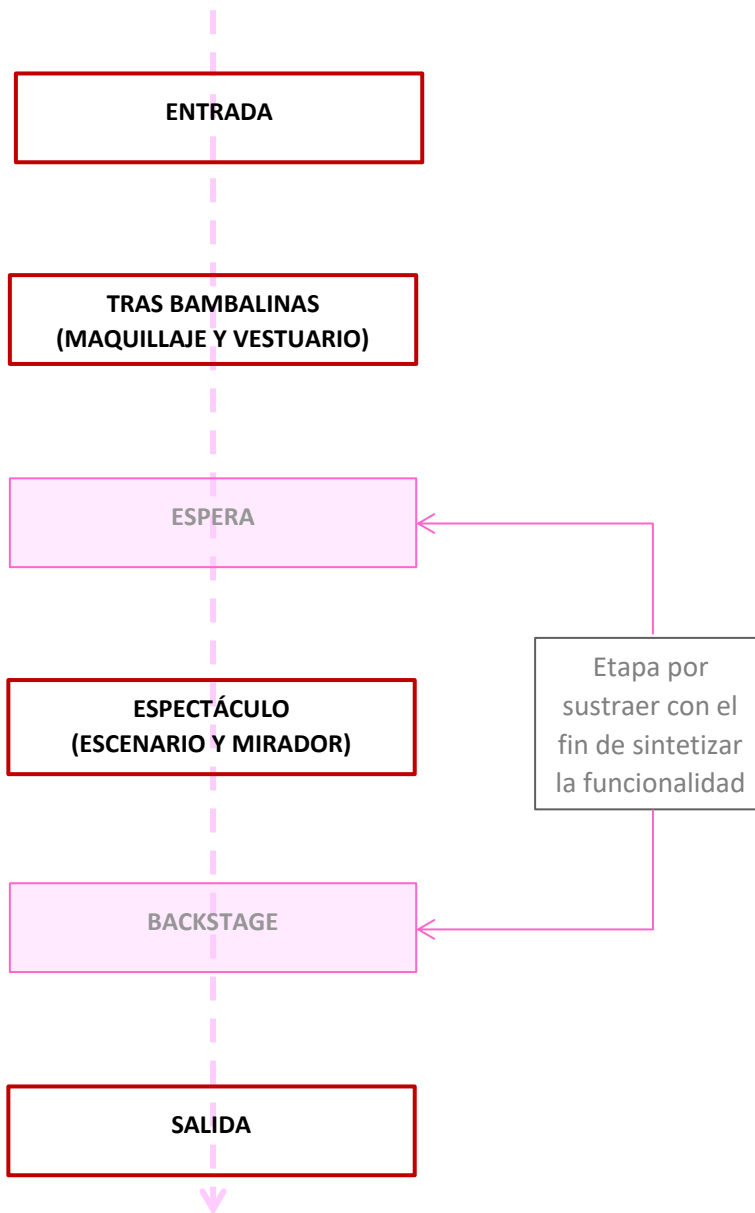 ENTRADA
TRAS BAMBALINAS
(MAQUILLAJE Y VESTUARIO)
ESPERA
ESPECTÁCULO
(ESCENARIO Y MIRADOR)
Etapa por
sustraer con el
fin de sintetizar
la funcionalidad
BACKSTAGE
SALIDA